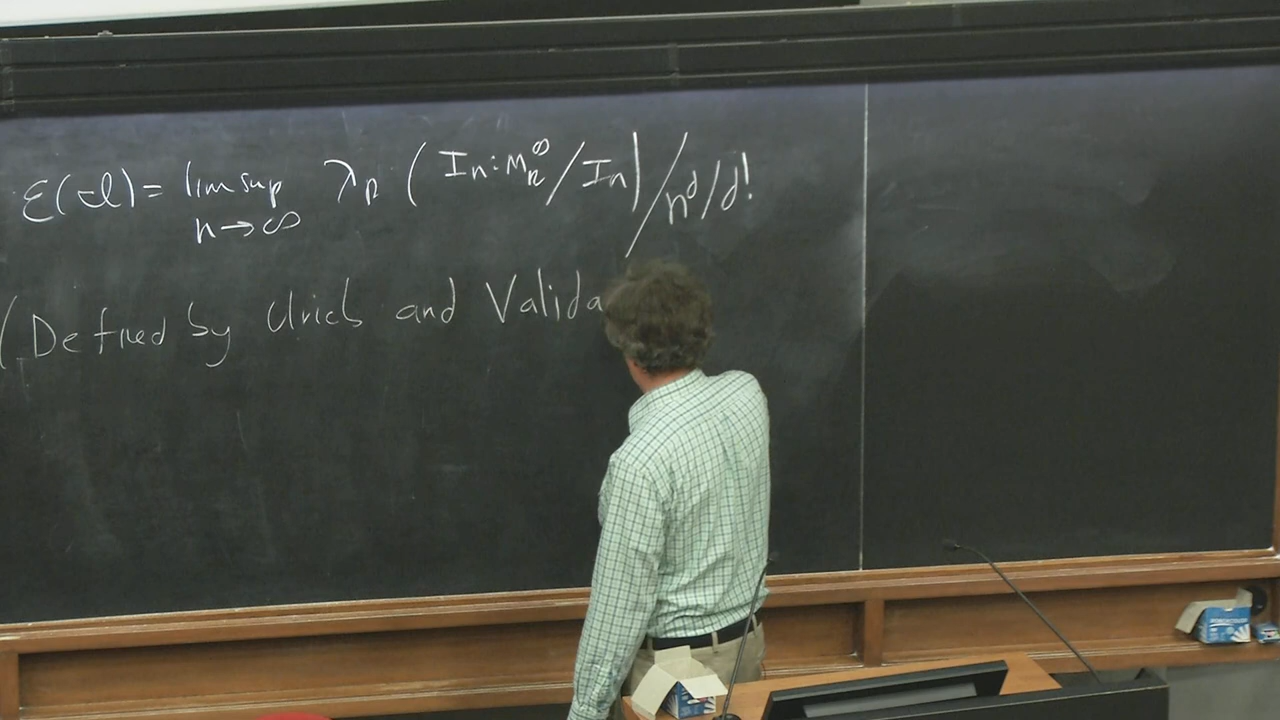 ε(𝓘) = lim sup λ_R ( I_n : m_R^∞ / I_n ) / n^d / d!
n → ∞
( Defined by Ulrich and Valida